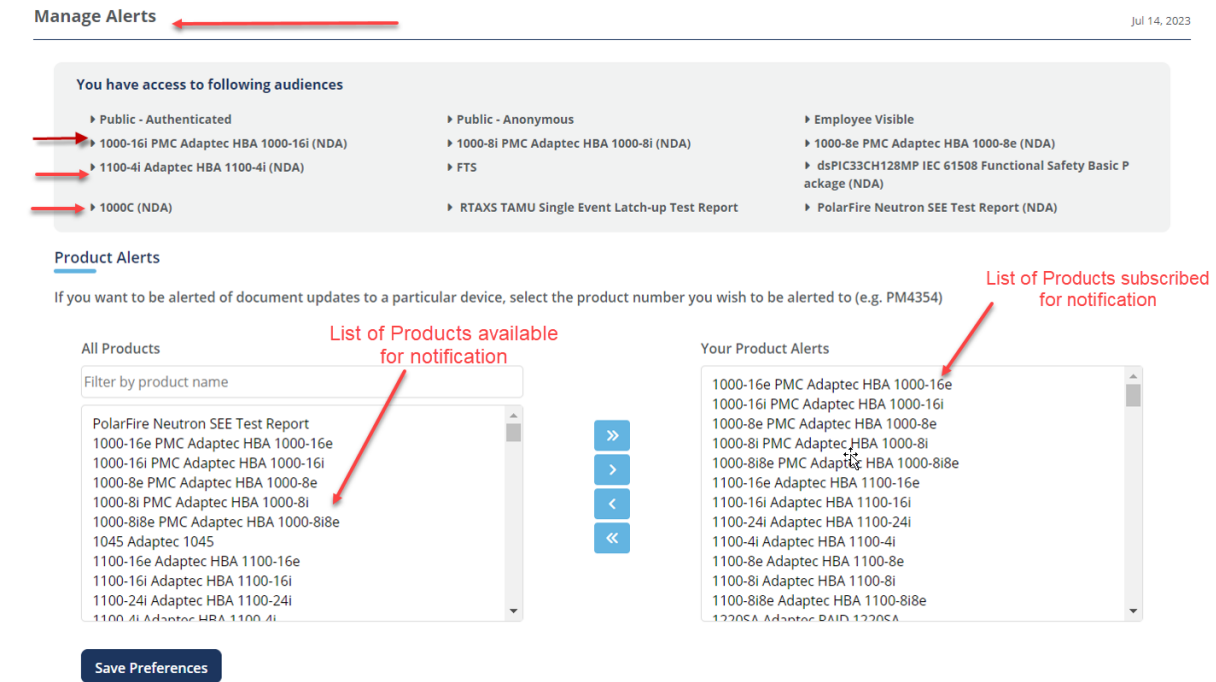 Manage Alerts
Jul 14, 2023
You have access to following audiences
Public - Authenticated
Public - Anonymous
Employee Visible
1000-16i PMC Adaptec HBA 1000-16i (NDA)
1000-8i PMC Adaptec HBA 1000-8i (NDA)
1000-8e PMC Adaptec HBA 1000-8e (NDA)
1100-4i Adaptec HBA 1100-4i (NDA)
FTS
dsPIC33CH128MP IEC 61508 Functional Safety Basic P
ackage (NDA)
1000C (NDA)
RTAXS TAMU Single Event Latch-up Test Report
PolarFire Neutron SEE Test Report (NDA)
Product Alerts
If you want to be alerted of document updates to a particular device, select the product number you wish to be alerted to (e.g. PM4354)
List of Products subscribed
for notification
List of Products available
for notification
All Products
Filter by product name
PolarFire Neutron SEE Test Report
1000-16e PMC Adaptec HBA 1000-16e
1000-16i PMC Adaptec HBA 1000-16i
1000-8e PMC Adaptec HBA 1000-8e
1000-8i PMC Adaptec HBA 1000-8i
1000-8i8e PMC Adaptec HBA 1000-8i8e
1045 Adaptec 1045
1100-16e Adaptec HBA 1100-16e
1100-16i Adaptec HBA 1100-16i
1100-24i Adaptec HBA 1100-24i
1100-4i Adaptec HBA 1100-4i
Your Product Alerts
1000-16e PMC Adaptec HBA 1000-16e
1000-16i PMC Adaptec HBA 1000-16i
1000-8e PMC Adaptec HBA 1000-8e
1000-8i PMC Adaptec HBA 1000-8i
1000-8i8e PMC Adaptec HBA 1000-8i8e
1100-16e Adaptec HBA 1100-16e
1100-16i Adaptec HBA 1100-16i
1100-24i Adaptec HBA 1100-24i
1100-4i Adaptec HBA 1100-4i
1100-8e Adaptec HBA 1100-8e
1100-8i Adaptec HBA 1100-8i
1100-8i8e Adaptec HBA 1100-8i8e
1220SA Adaptec RAID 1220SA
Save Preferences